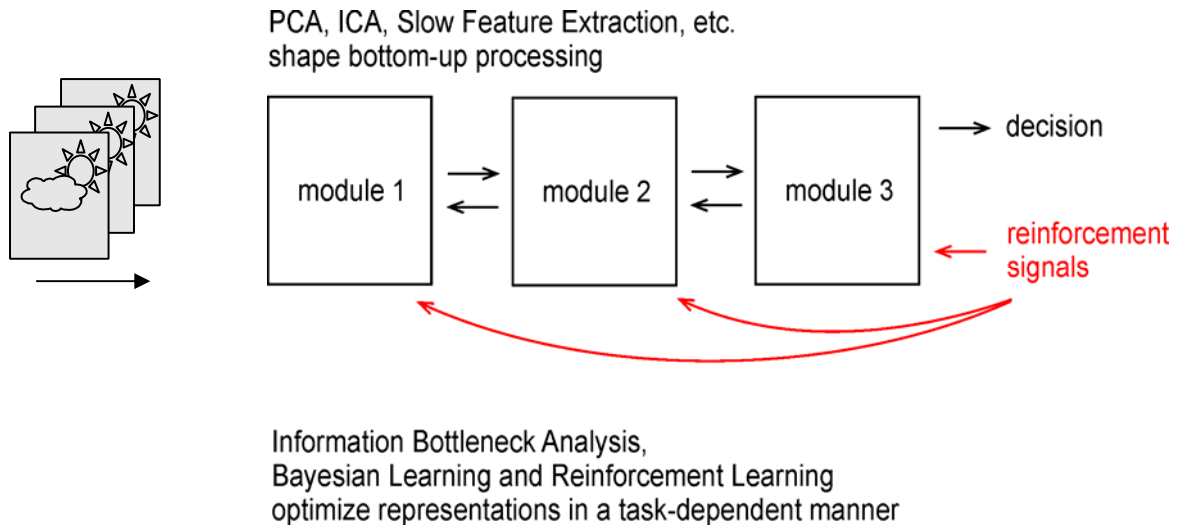 PCA, ICA, Slow Feature Extraction, etc.
shape bottom-up processing
module 1
module 2
module 3
decision
reinforcement
signals
Information Bottleneck Analysis,
Bayesian Learning and Reinforcement Learning
optimize representations in a task-dependent manner